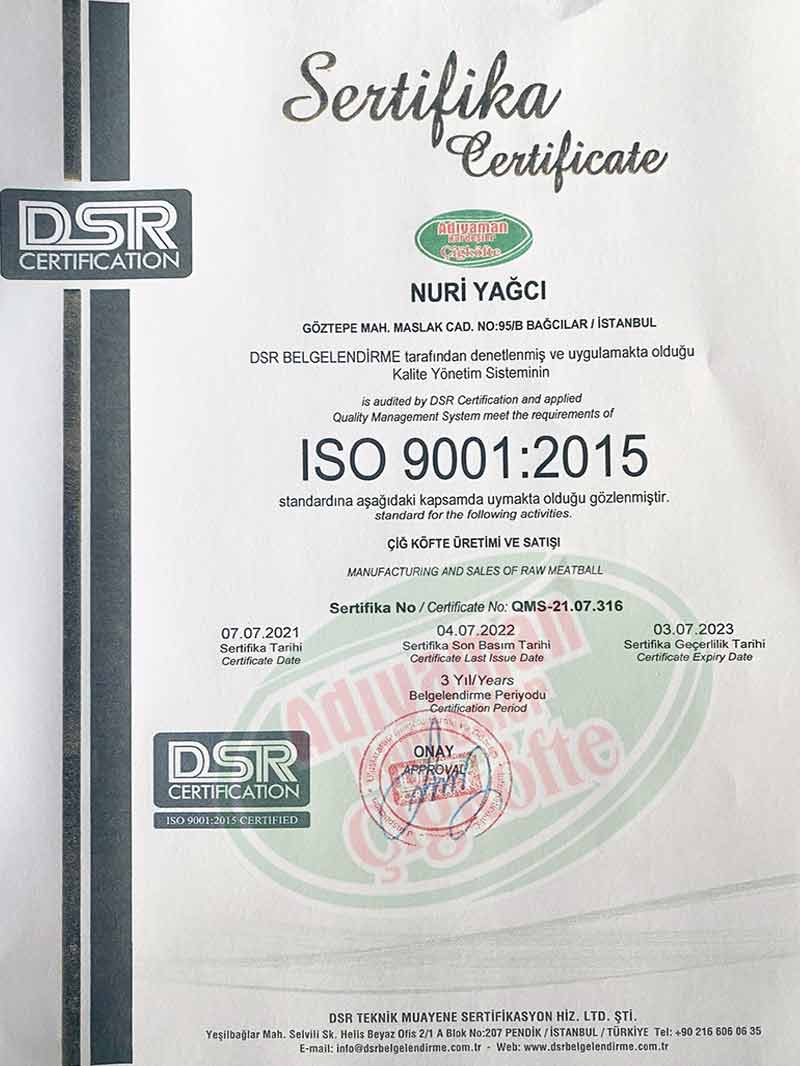 Sertifika
Certificate
DSR
CERTIFICATION
Adıyaman
Kardeşler
Çiğköfte
NURİ YAĞCI
GÖZTEPE MAH. MASLAK CAD. NO:95/B BAĞCILAR / İSTANBUL
DSR BELGELENDİRME tarafından denetlenmiş ve uygulamakta olduğu
Kalite Yönetim Sisteminin
is audited by DSR Certification and applied
Quality Management System meet the requirements of
ISO 9001:2015
standardına aşağıdaki kapsamda uymakta olduğu gözlenmiştir.
standard for the following activities.
ÇİĞ KÖFTE ÜRETİMİ VE SATIŞI
MANUFACTURING AND SALES OF RAW MEATBALL
Sertifika No / Certificate No: QMS-21.07.316
07.07.2021 04.07.2022 03.07.2023
Sertifika Tarihi Sertifika Son Basım Tarihi Sertifika Geçerlilik Tarihi
Certificate Date Certificate Last Issue Date Certificate Expiry Date
3 Yıl/Years
Belgelendirme Periyodu
Certification Period
Adıyaman
Çiğköfte
ONAY
APPROVAL
DSR
CERTIFICATION
ISO 9001:2015 CERTIFIED
DSR TEKNİK MUAYENE SERTİFİKASYON HİZ. LTD. ŞTİ.
Yeşilbağlar Mah. Selvili Sk. Helis Beyaz Ofis 2/1 A Blok No:207 PENDİK / İSTANBUL / TÜRKİYE Tel: +90 216 606 06 35
E-mail: info@dsrbelgelendirme.com.tr - Web: www.dsrbelgelendirme.com.tr